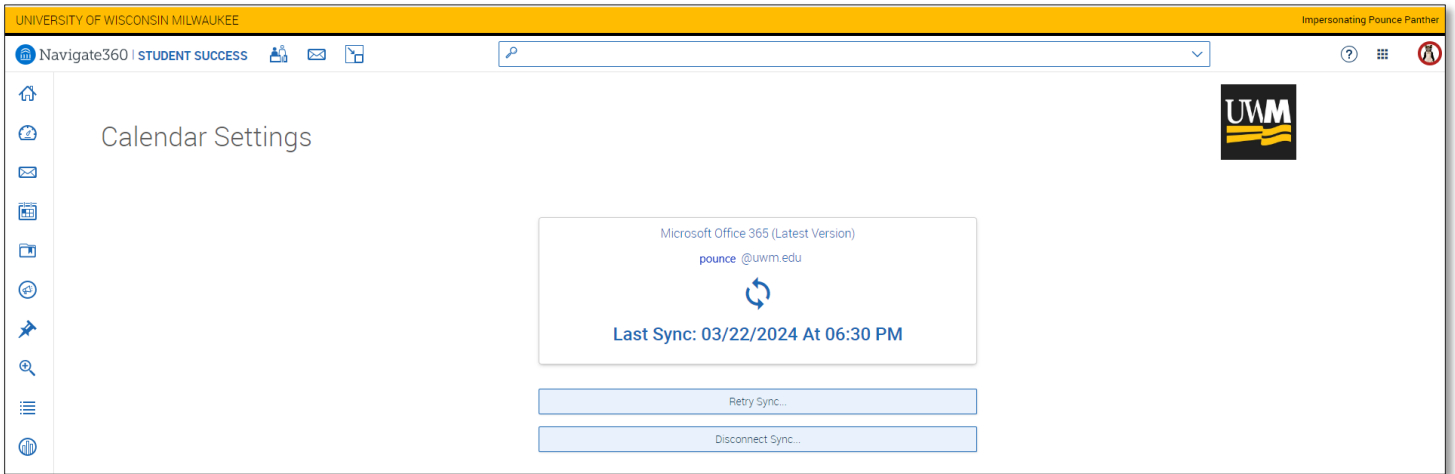 UNIVERSITY OF WISCONSIN MILWAUKEE
Impersonating Pounce Panther
Navigate360 | STUDENT SUCCESS
?
UWM
Calendar Settings
Microsoft Office 365 (Latest Version)
pounce @uwm.edu
Last Sync: 03/22/2024 At 06:30 PM
Retry Sync...
Disconnect Sync...